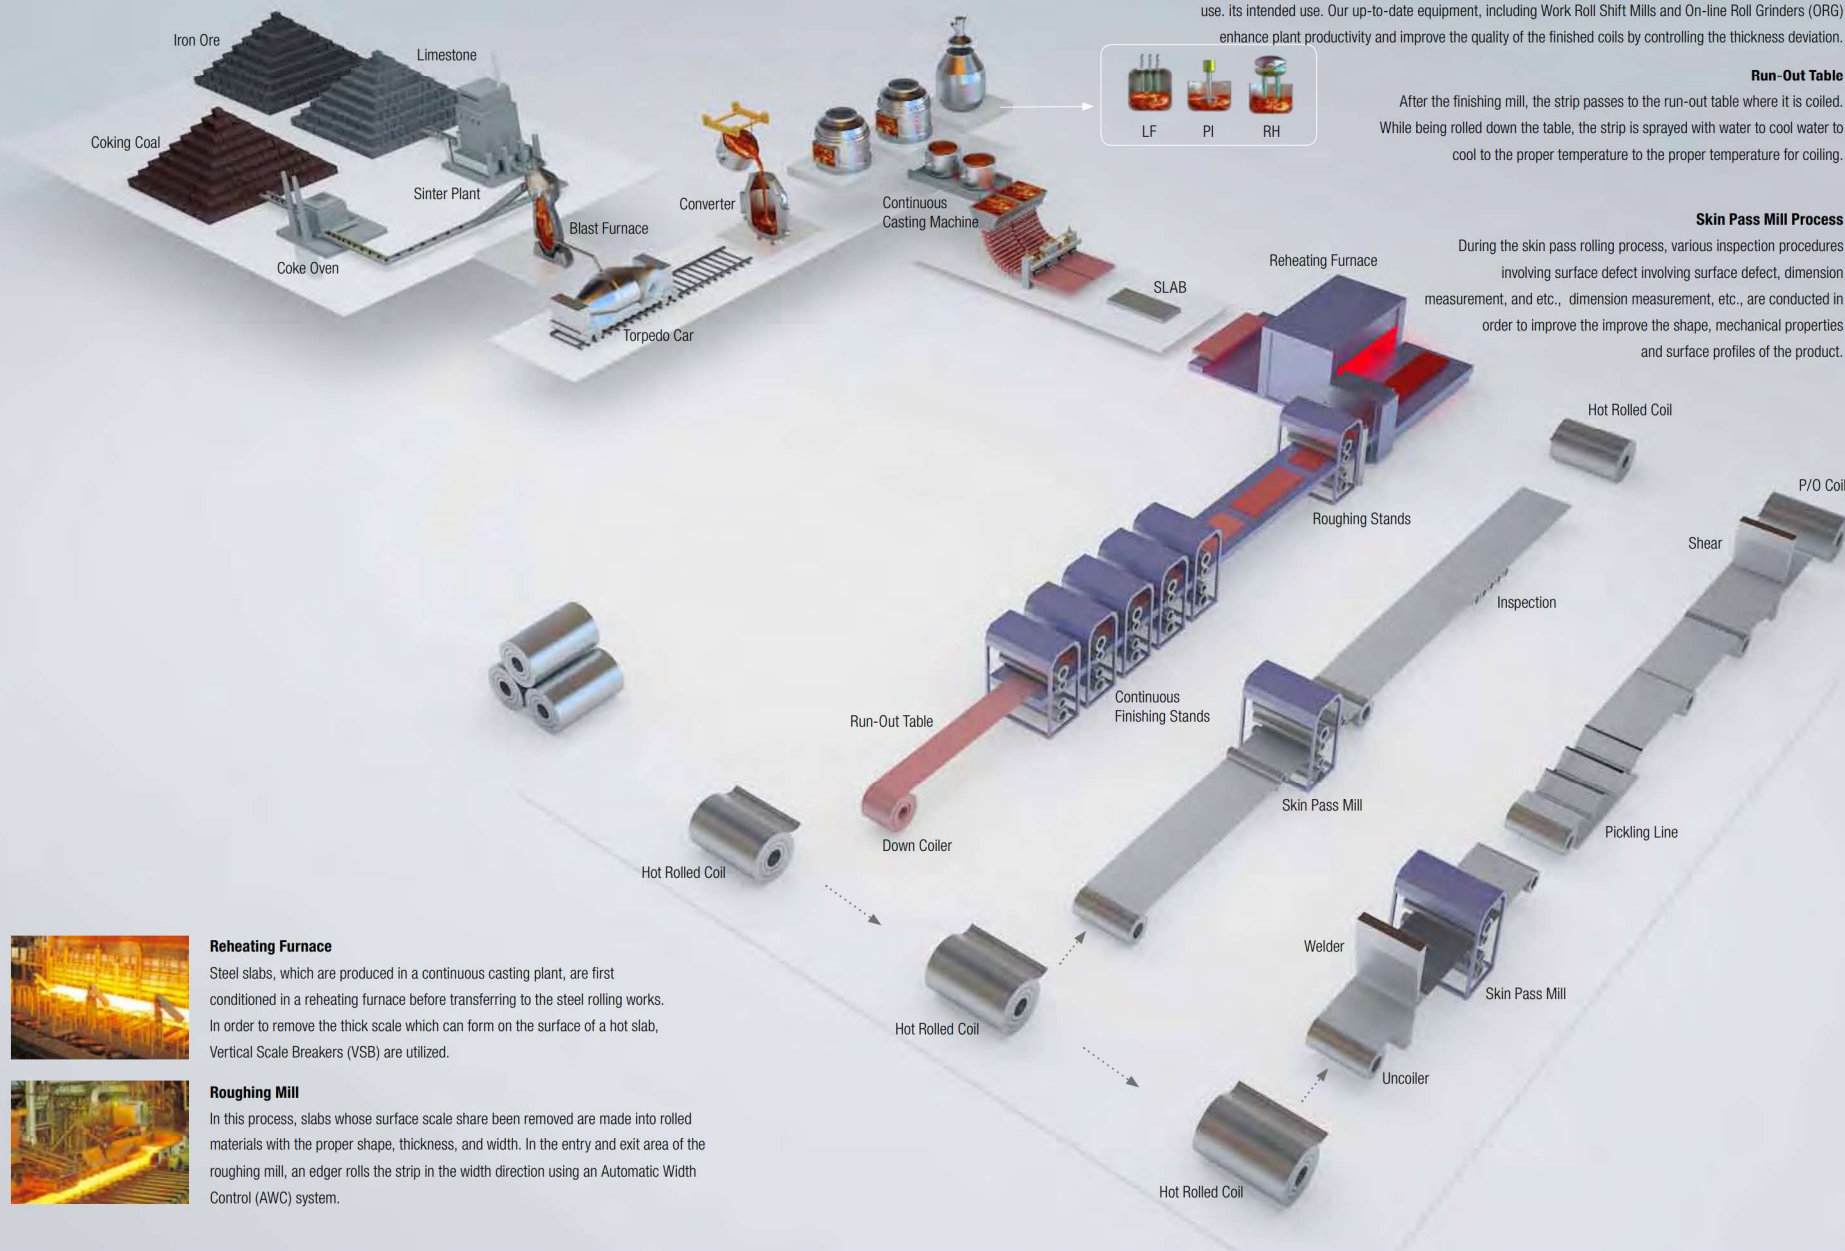 use. its intended use. Our up-to-date equipment, including Work Roll Shift Mills and On-line Roll Grinders (ORG)
enhance plant productivity and improve the quality of the finished coils by controlling the thickness deviation.
Run-Out Table
After the finishing mill, the strip passes to the run-out table where it is coiled.
While being rolled down the table, the strip is sprayed with water to cool water to
cool to the proper temperature to the proper temperature for coiling.
Skin Pass Mill Process
During the skin pass rolling process, various inspection procedures
involving surface defect involving surface defect, dimension
measurement, and etc., dimension measurement, etc., are conducted in
order to improve the improve the shape, mechanical properties
and surface profiles of the product.
Iron Ore
Limestone
Coking Coal
Sinter Plant
Coke Oven
Blast Furnace
Torpedo Car
Converter
LF
PI
RH
Continuous
Casting Machine
SLAB
Reheating Furnace
Roughing Stands
Continuous
Finishing Stands
Run-Out Table
Down Coiler
Hot Rolled Coil
Hot Rolled Coil
Inspection
Skin Pass Mill
Hot Rolled Coil
P/O Coil
Shear
Pickling Line
Welder
Skin Pass Mill
Uncoiler
Hot Rolled Coil
Reheating Furnace
Steel slabs, which are produced in a continuous casting plant, are first
conditioned in a reheating furnace before transferring to the steel rolling works.
In order to remove the thick scale which can form on the surface of a hot slab,
Vertical Scale Breakers (VSB) are utilized.
Roughing Mill
In this process, slabs whose surface scale share been removed are made into rolled
materials with the proper shape, thickness, and width. In the entry and exit area of the
roughing mill, an edger rolls the strip in the width direction using an Automatic Width
Control (AWC) system.